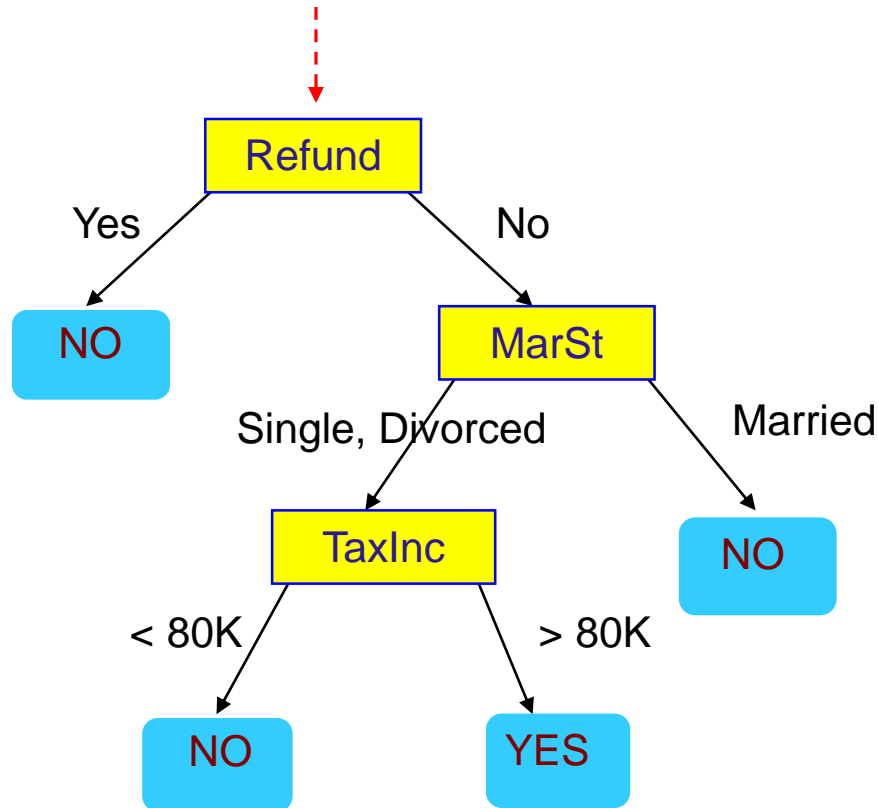 Refund
Yes
No
NO
MarSt
Single, Divorced
Married
TaxInc
NO
< 80K
> 80K
NO
YES